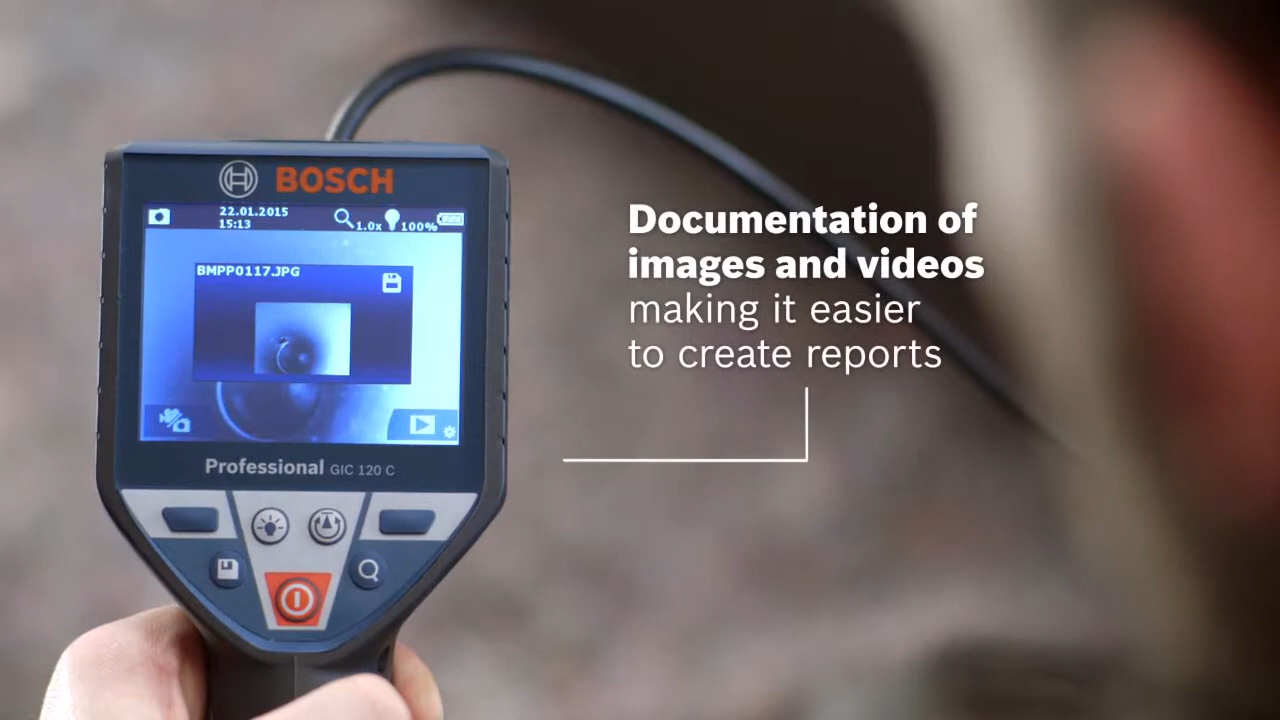 BOSCH
22.01.2015
15:13
1.0x
100%
BMPP0117.JPG
Professional GIC 120 C
Documentation of
images and videos
making it easier
to create reports